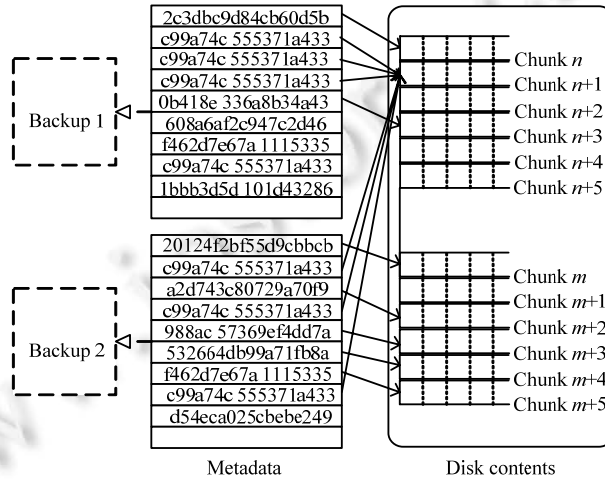 2c3dbc9d84cb60d5b
c99a74c 555371a433
c99a74c 555371a433
c99a74c 555371a433
0b418e 336a8b34a43
608a6af2c947c2d46
f462d7e67a 1115335
c99a74c 555371a433
1bbb3d5d 101d43286
Backup 1
Chunk n
Chunk n+1
Chunk n+2
Chunk n+3
Chunk n+4
Chunk n+5
20124f2bf55d9cbbcb
c99a74c 555371a433
a2d743c80729a70f9
c99a74c 555371a433
988ac 57369ef4dd7a
532664db99a71fb8a
f462d7e67a 1115335
c99a74c 555371a433
d54eca025cbebe249
Backup 2
Chunk m
Chunk m+1
Chunk m+2
Chunk m+3
Chunk m+4
Chunk m+5
Metadata
Disk contents